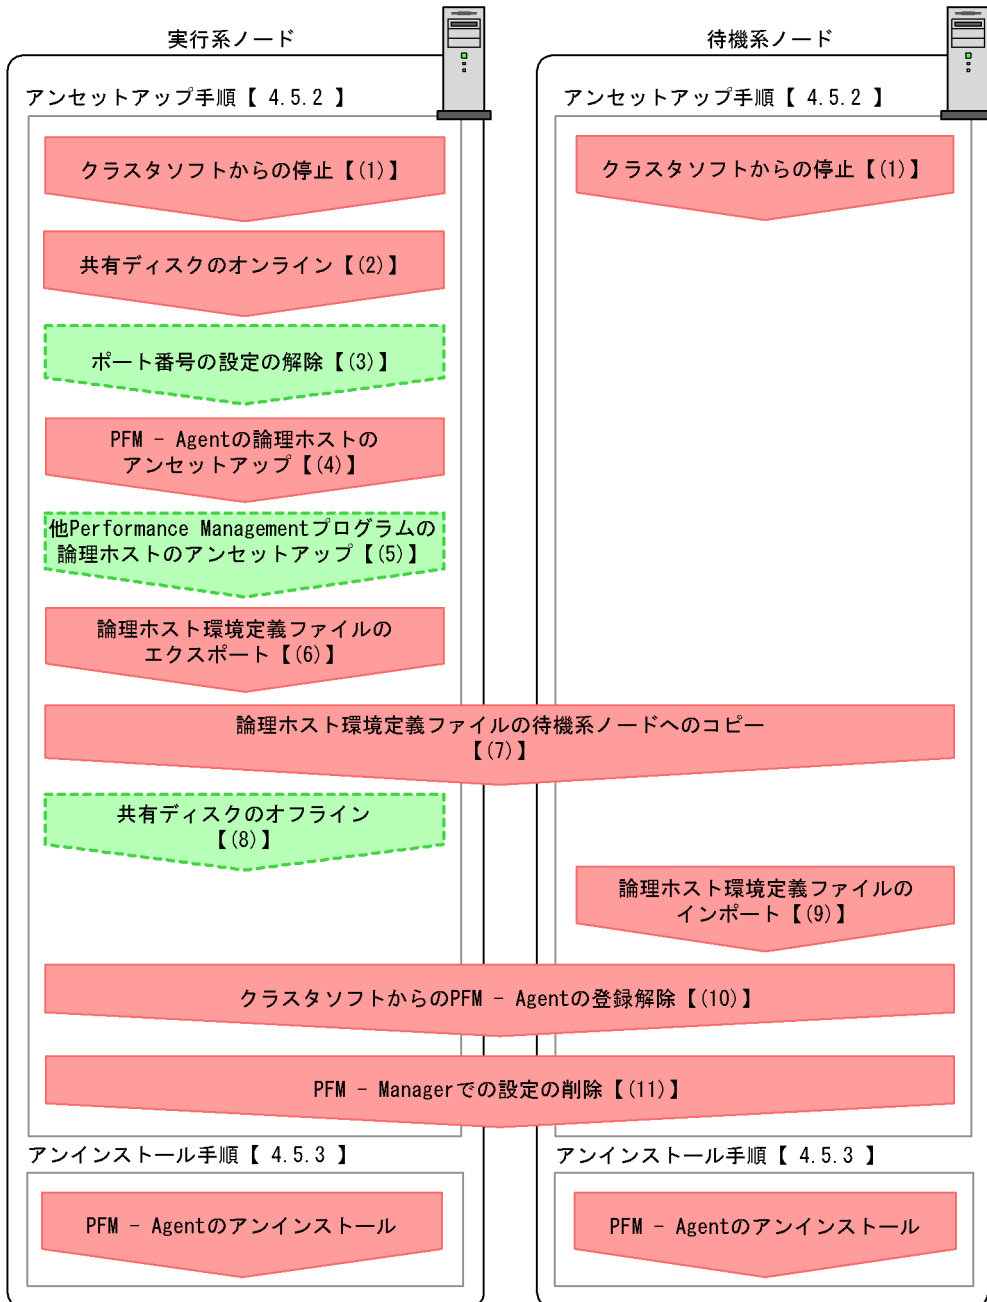 実行系ノード
待機系ノード
アンセットアップ手順【 4.5.2 】
アンセットアップ手順【 4.5.2 】
クラスタソフトからの停止【(1)】
クラスタソフトからの停止【(1)】
共有ディスクのオンライン【(2)】
ポート番号の設定の解除【(3)】
PFM － Agentの論理ホストの
アンセットアップ【(4)】
他Performance Managementプログラムの
論理ホストのアンセットアップ【(5)】
論理ホスト環境定義ファイルの
エクスポート【(6)】
論理ホスト環境定義ファイルの待機系ノードへのコピー
【(7)】
共有ディスクのオフライン
【(8)】
論理ホスト環境定義ファイルの
インポート【(9)】
クラスタソフトからのPFM － Agentの登録解除【(10)】
PFM － Managerでの設定の削除【(11)】
アンインストール手順【 4.5.3 】
アンインストール手順【 4.5.3 】
PFM － Agentのアンインストール
PFM － Agentのアンインストール